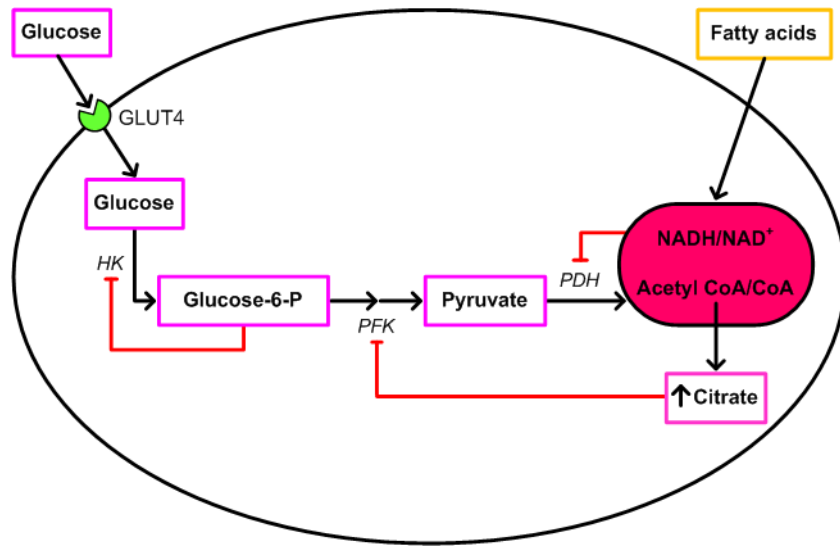 Glucose
Fatty acids
GLUT4
Glucose
NADH/NAD⁺
HK
PDH
Glucose-6-P
Pyruvate
Acetyl CoA/CoA
PFK
↑ Citrate